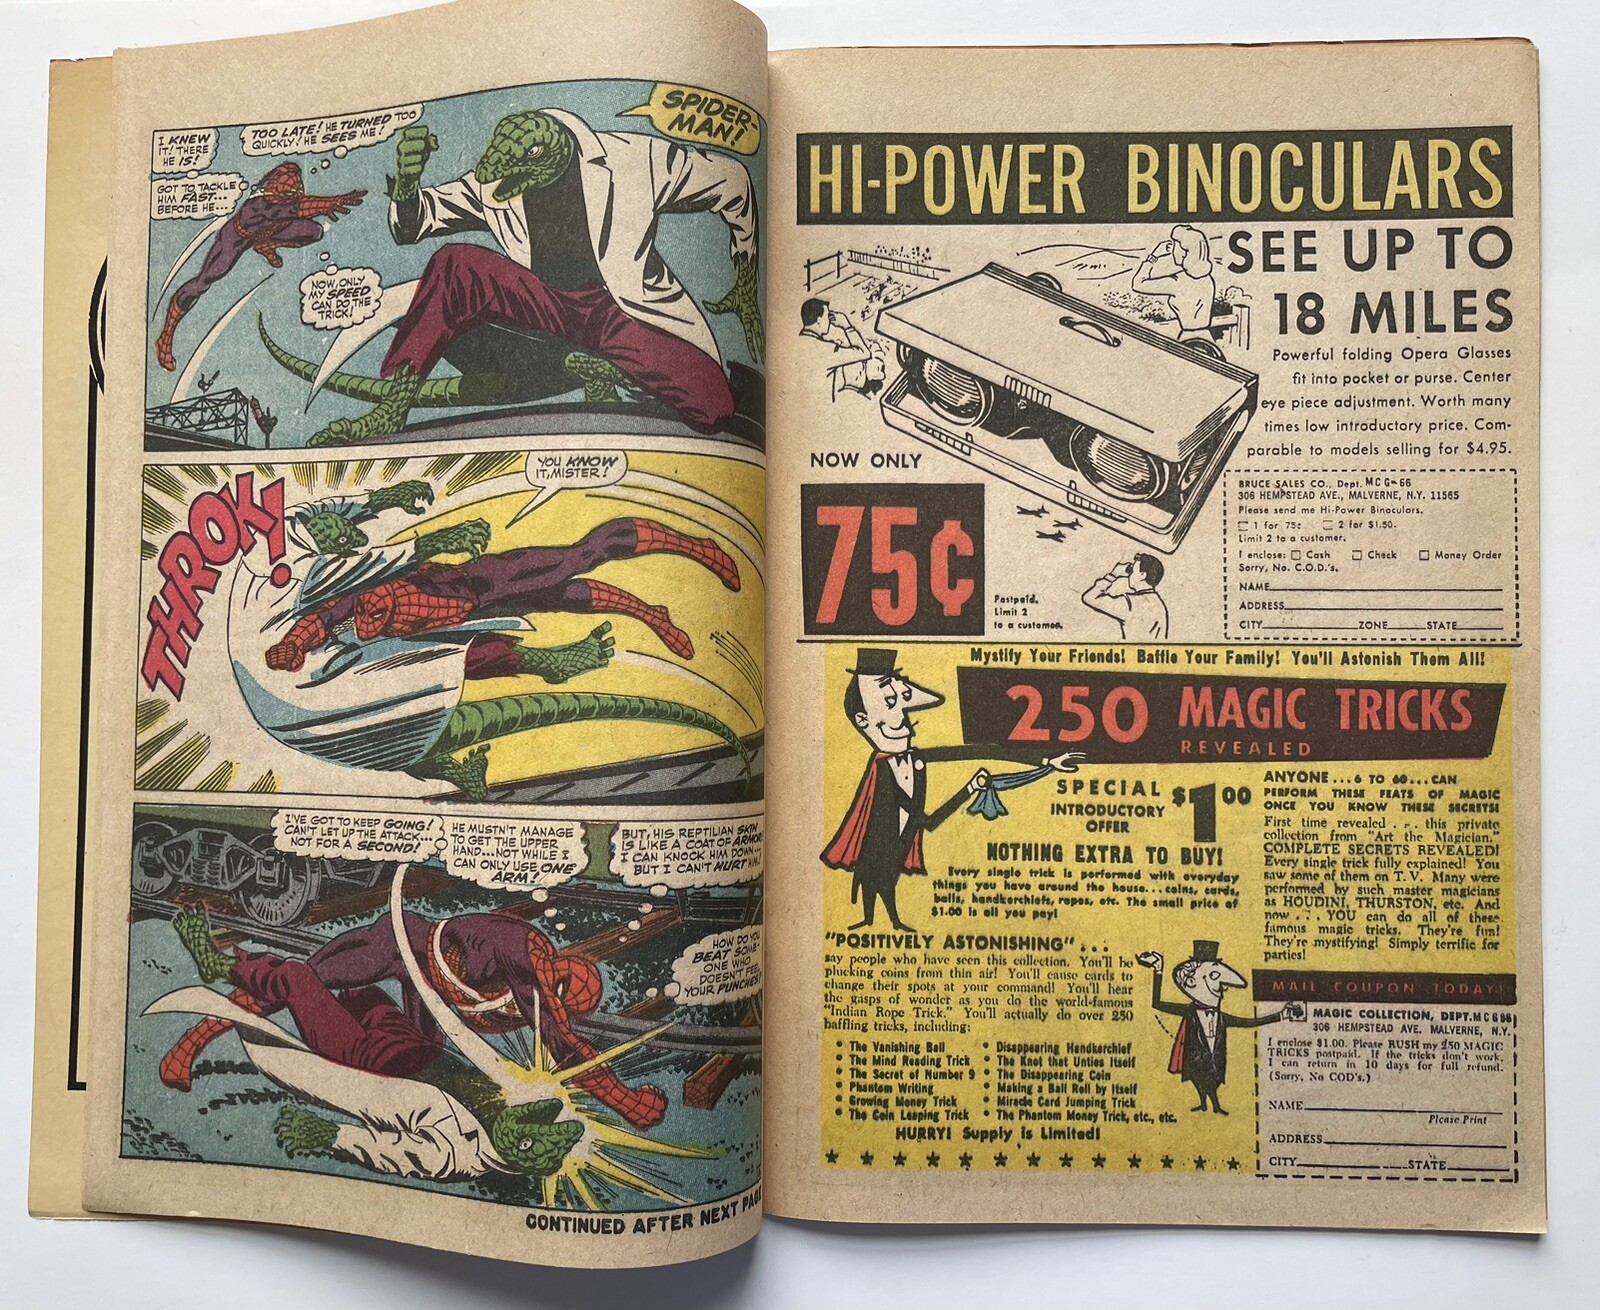 I KNOW
IT! THERE
HE IS!
TOO LATE! HE TURNED TOO
QUICKLY! HE SEES ME!
SPIDER-
MAN!
GOT TO TACKLE
HIM FAST...
BEFORE HE...
NOW, ONLY
MY SPEED
CAN DO THE
TRICK!
THROK!
YOU KNOW
IT, MISTER!
I'VE GOT TO KEEP GOING!
CAN'T LET UP THE ATTACK...
NOT FOR A SECOND!
HE MUSTN'T MANAGE
TO GET THE UPPER
HAND... NOT WHILE I
CAN ONLY USE ONE
ARM!
BUT, HIS REPTILIAN SKIN
IS LIKE A COAT OF ARMOR!
I CAN KNOCK HIM DOWN...
BUT I CAN'T HURT HIM!
HOW DO YOU
BEAT SOME-
ONE WHO
DOESN'T FEEL
YOUR PUNCHES!
CONTINUED AFTER NEXT PAGE
HI-POWER BINOCULARS
SEE UP TO
18 MILES
Powerful folding Opera Glasses
fit into pocket or purse. Center
eye piece adjustment. Worth many
times low introductory price. Com-
parable to models selling for $4.95.
NOW ONLY
75¢
Postpaid.
Limit 2
to a customer.
BRUCE SALES CO., Dept. MC G-66
306 HEMPSTEAD AVE., MALVERNE, N.Y. 11565
Please send me Hi-Power Binoculars.
1 for 75¢ 2 for $1.50.
Limit 2 to a customer.
I enclose: Cash Check Money Order
Sorry, No. C.O.D.'s.
NAME
ADDRESS
CITY ZONE STATE
Mystify Your Friends! Baffle Your Family! You'll Astonish Them All!
250 MAGIC TRICKS
REVEALED
SPECIAL
INTRODUCTORY
OFFER
$1.00
NOTHING EXTRA TO BUY!
Every single trick is performed with everyday
things you have around the house... coins, cards,
balls, handkerchiefs, ropes, etc. The small price of
$1.00 is all you pay!
ANYONE...6 TO 60...CAN
PERFORM THESE FEATS OF MAGIC
ONCE YOU KNOW THESE SECRETS!
First time revealed . . . this private
collection from "Art the Magician,"
COMPLETE SECRETS REVEALED!
Every single trick fully explained! You
saw some of them on T. V. Many were
performed by such master magicians
as HOUDINI, THURSTON, etc. And
now . . . YOU can do all of these
famous magic tricks. They're fun!
They're mystifying! Simply terrific for
parties!
"POSITIVELY ASTONISHING" . . .
say people who have seen this collection. You'll be
plucking coins from thin air! You'll cause cards to
change their spots at your command! You'll hear
the gasps of wonder as you do the world-famous
"Indian Rope Trick." You'll actually do over 250
baffling tricks, including:
• The Vanishing Ball
• The Mind Reading Trick
• The Secret of Number 9
• Phantom Writing
• Growing Money Trick
• The Coin Leaping Trick
• Disappearing Handkerchief
• The Knot that Unties Itself
• The Disappearing Coin
• Making a Ball Roll by Itself
• Miracle Card Jumping Trick
• The Phantom Money Trick, etc., etc.
HURRY! Supply is Limited!
MAIL COUPON TODAY!
MAGIC COLLECTION, DEPT. MC G66
306 HEMPSTEAD AVE. MALVERNE, N.Y.
I enclose $1.00. Please RUSH my 250 MAGIC
TRICKS postpaid. If the tricks don't work,
I can return in 10 days for full refund.
(Sorry, No COD's.)
NAME
Please Print
ADDRESS
CITY STATE